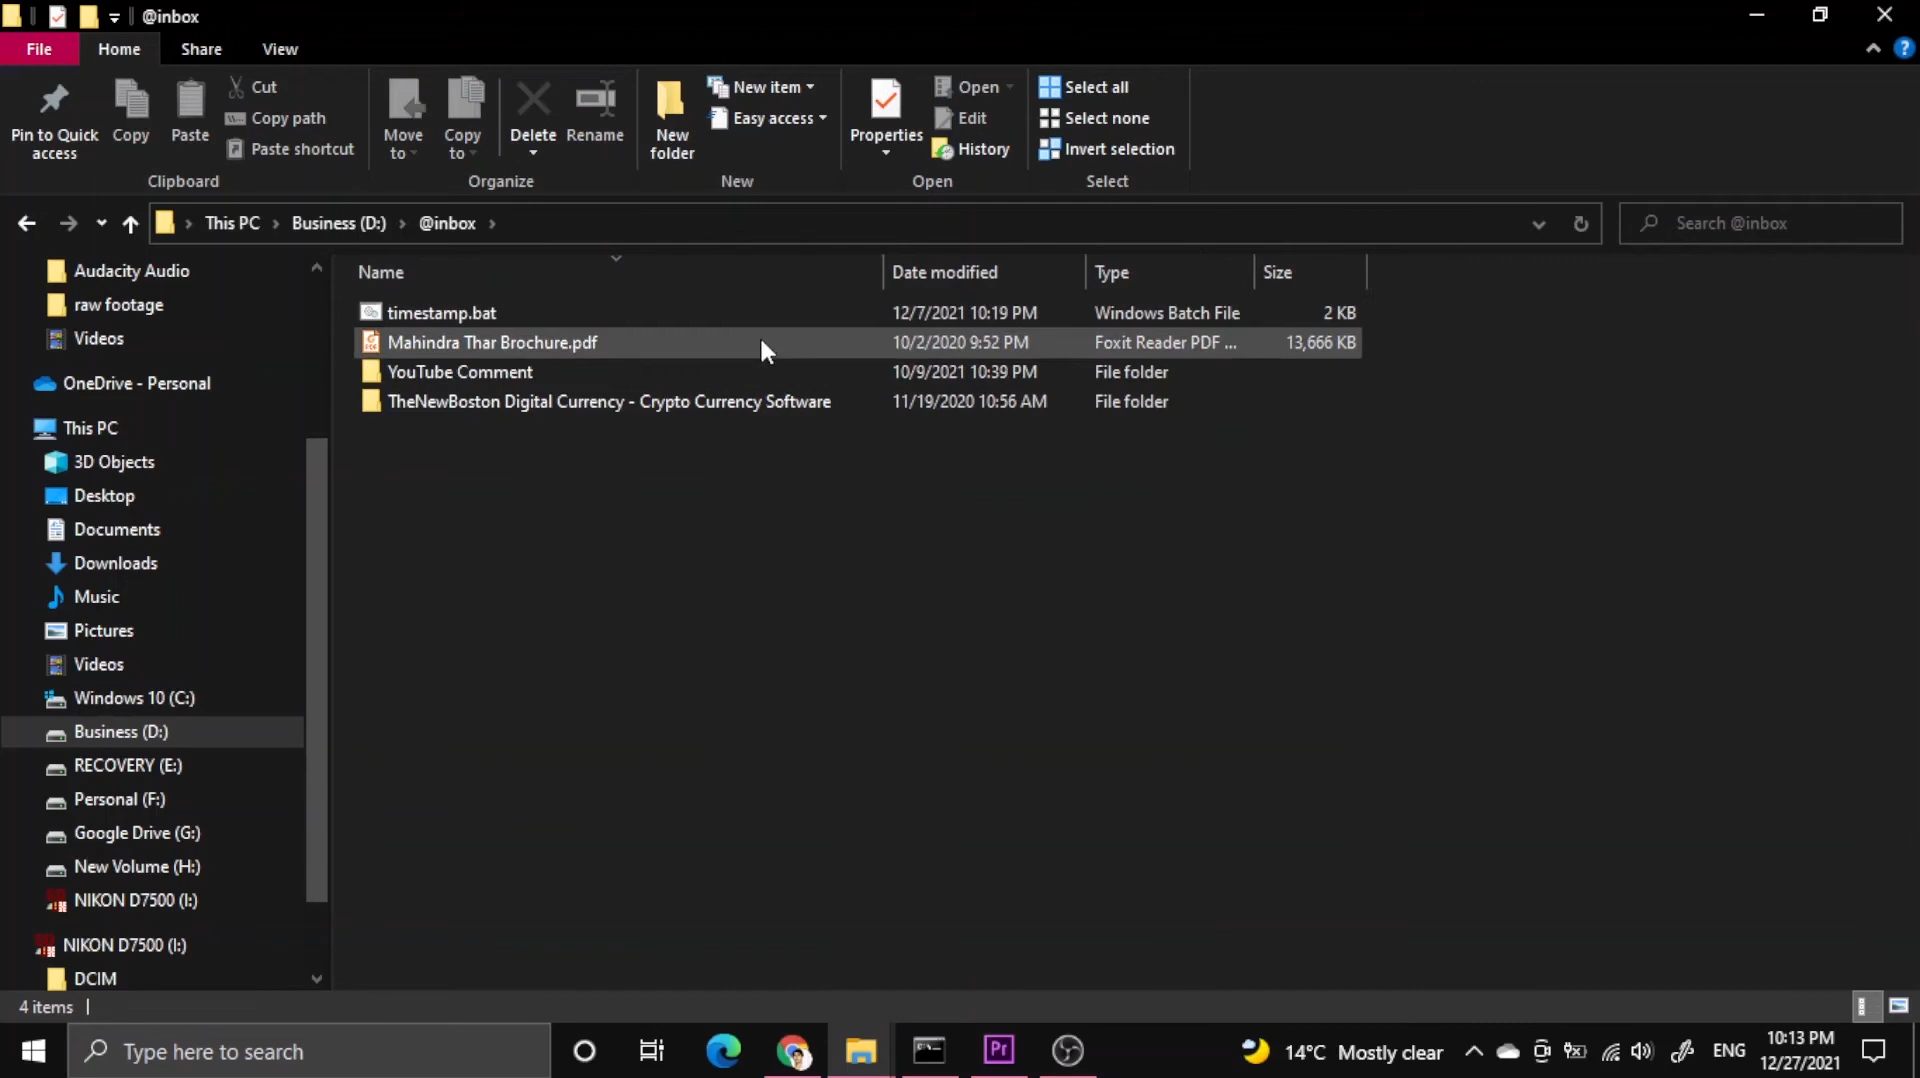 @inbox
File Home Share View
Pin to Quick access
Copy
Paste
Cut
Copy path
Paste shortcut
Move to
Copy to
Delete
Rename
New folder
New item
Easy access
Properties
Open
Edit
History
Select all
Select none
Invert selection
Clipboard Organize New Open Select
This PC > Business (D:) > @inbox >
Search @inbox
Name Date modified Type Size
timestamp.bat 12/7/2021 10:19 PM Windows Batch File 2 KB
Mahindra Thar Brochure.pdf 10/2/2020 9:52 PM Foxit Reader PDF ... 13,666 KB
YouTube Comment 10/9/2021 10:39 PM File folder
TheNewBoston Digital Currency - Crypto Currency Software 11/19/2020 10:56 AM File folder
Audacity Audio
raw footage
Videos
OneDrive - Personal
This PC
3D Objects
Desktop
Documents
Downloads
Music
Pictures
Videos
Windows 10 (C:)
Business (D:)
RECOVERY (E:)
Personal (F:)
Google Drive (G:)
New Volume (H:)
NIKON D7500 (I:)
NIKON D7500 (I:)
DCIM
4 items
Type here to search
Pr
14°C Mostly clear
ENG
10:13 PM
12/27/2021